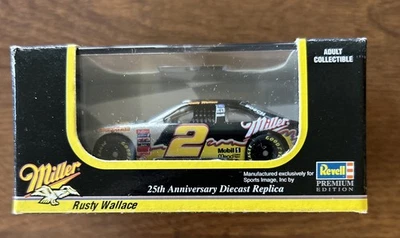 ADULT
COLLECTIBLE
Miller
2
Mobil 1
Miller
Rusty Wallace
25th Anniversary Diecast Replica
Manufactured exclusively for
Sports Image, Inc by
Revell
PREMIUM
EDITION